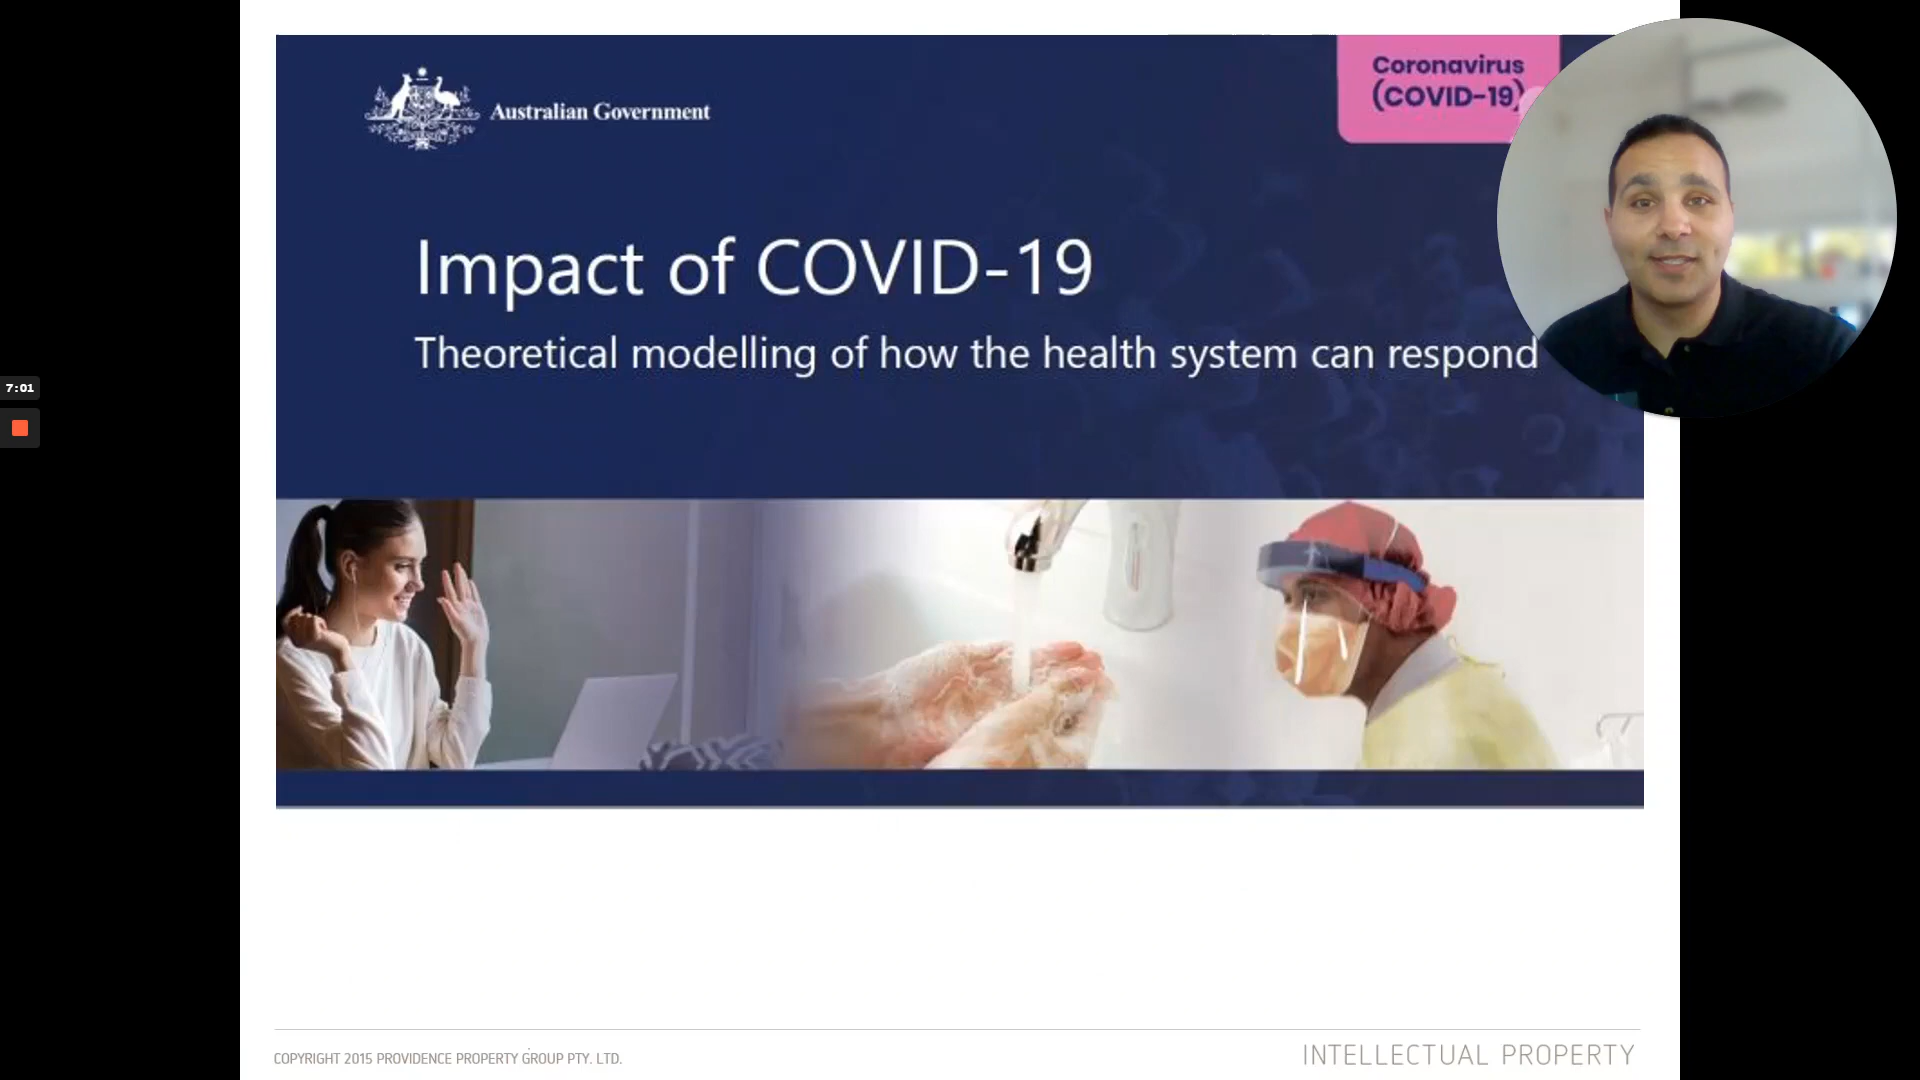 Australian Government
Coronavirus
(COVID-19)
Impact of COVID-19
Theoretical modelling of how the health system can respond
7:01
COPYRIGHT 2015 PROVIDENCE PROPERTY GROUP PTY. LTD.
INTELLECTUAL PROPERTY